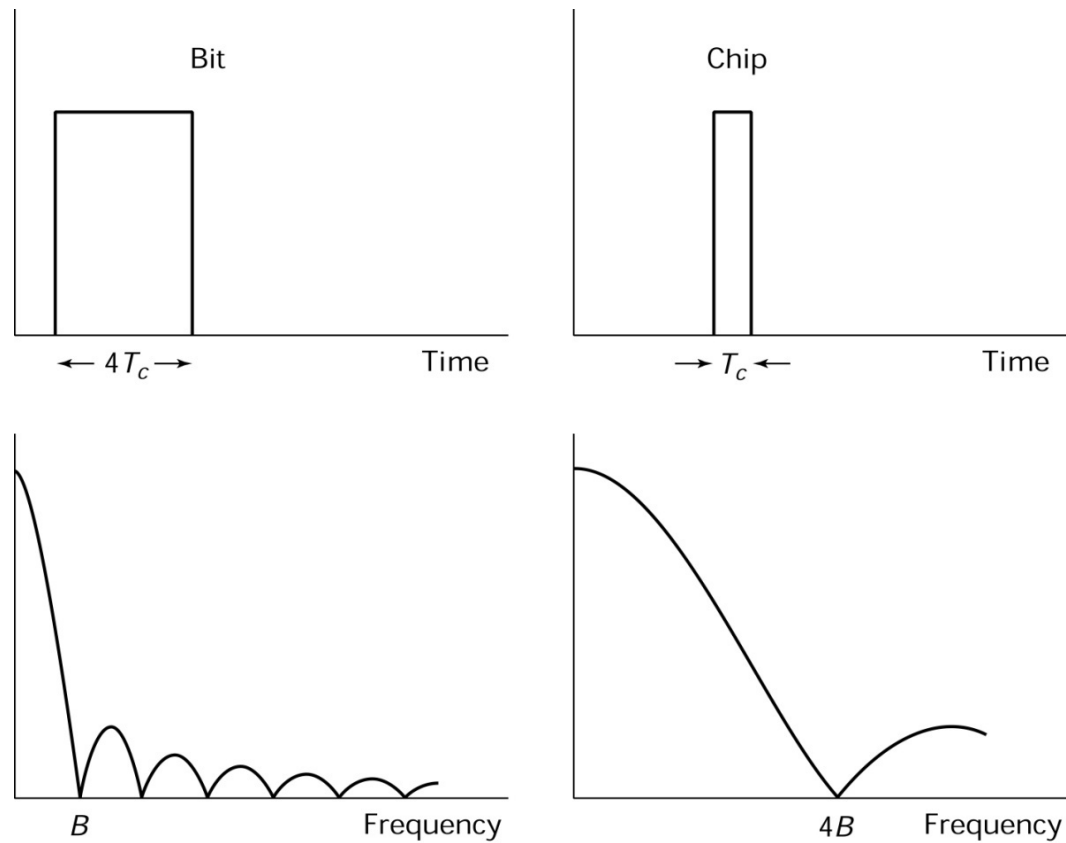 Bit
← 4Tc →
Time
Chip
→ Tc ←
Time
B
Frequency
4B
Frequency